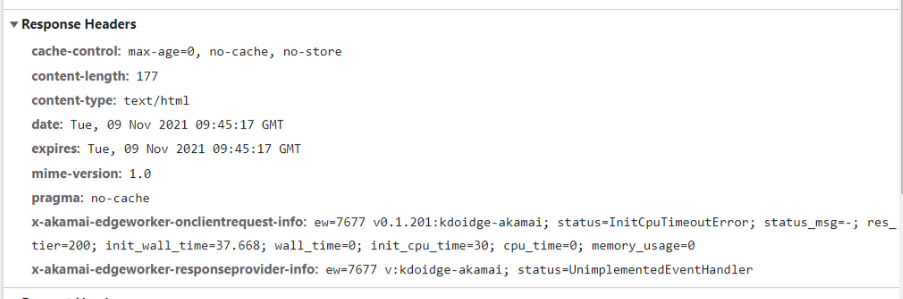 Response Headers
cache-control: max-age=0, no-cache, no-store
content-length: 177
content-type: text/html
date: Tue, 09 Nov 2021 09:45:17 GMT
expires: Tue, 09 Nov 2021 09:45:17 GMT
mime-version: 1.0
pragma: no-cache
x-akamai-edgeworker-onclientrequest-info: ew=7677 v0.1.201:kdoidge-akamai; status=InitCpuTimeoutError; status_msg=-; res_
tier=200; init_wall_time=37.668; wall_time=0; init_cpu_time=30; cpu_time=0; memory_usage=0
x-akamai-edgeworker-responseprovider-info: ew=7677 v:kdoidge-akamai; status=UnimplementedEventHandler